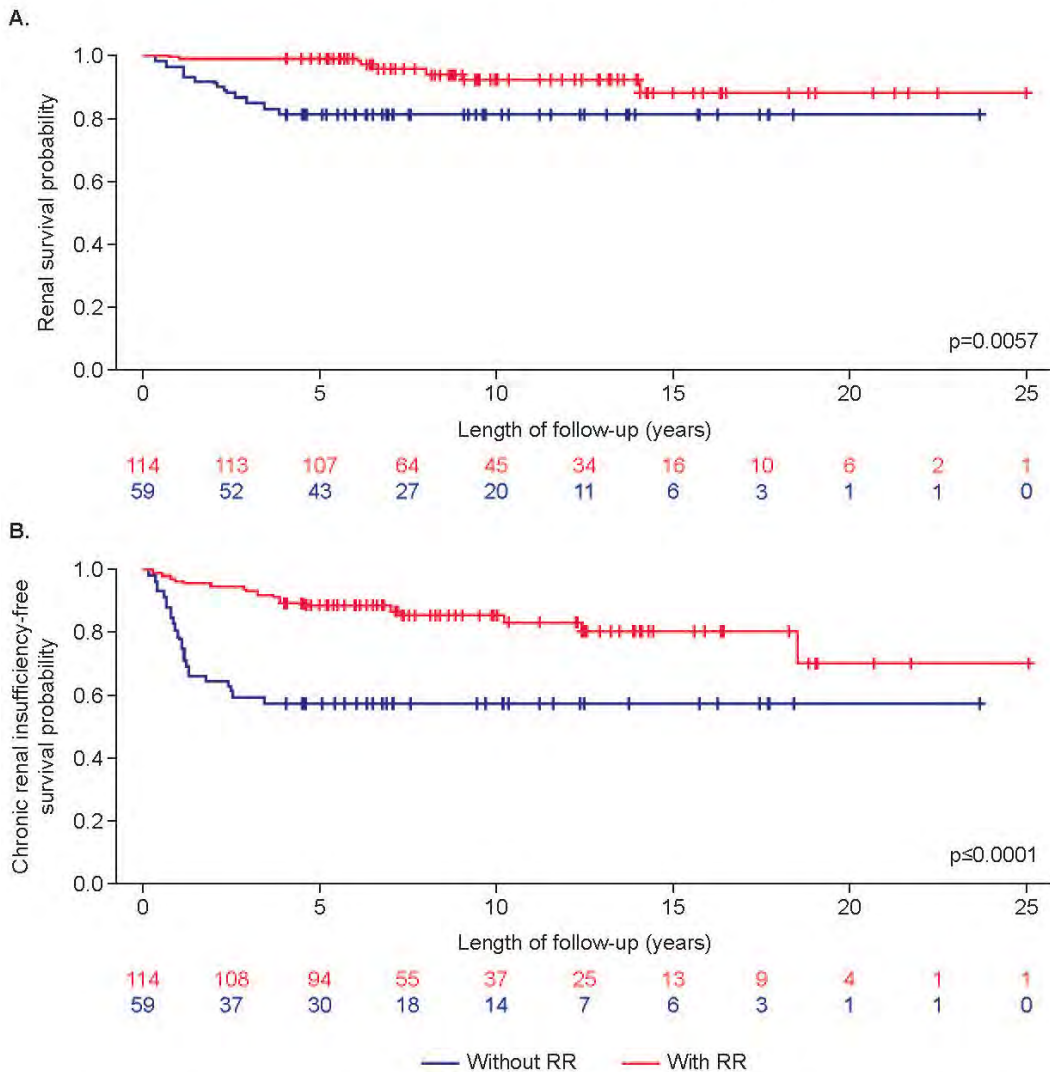 A.
Renal survival probability
1.0
0.8
0.6
0.4
0.2
0.0
p=0.0057
0 5 10 15 20 25
Length of follow-up (years)
114 113 107 64 45 34 16 10 6 2 1
59 52 43 27 20 11 6 3 1 1 0
B.
Chronic renal insufficiency-free
survival probability
1.0
0.8
0.6
0.4
0.2
0.0
p≤0.0001
0 5 10 15 20 25
Length of follow-up (years)
114 108 94 55 37 25 13 9 4 1 1
59 37 30 18 14 7 6 3 1 1 0
Without RR With RR